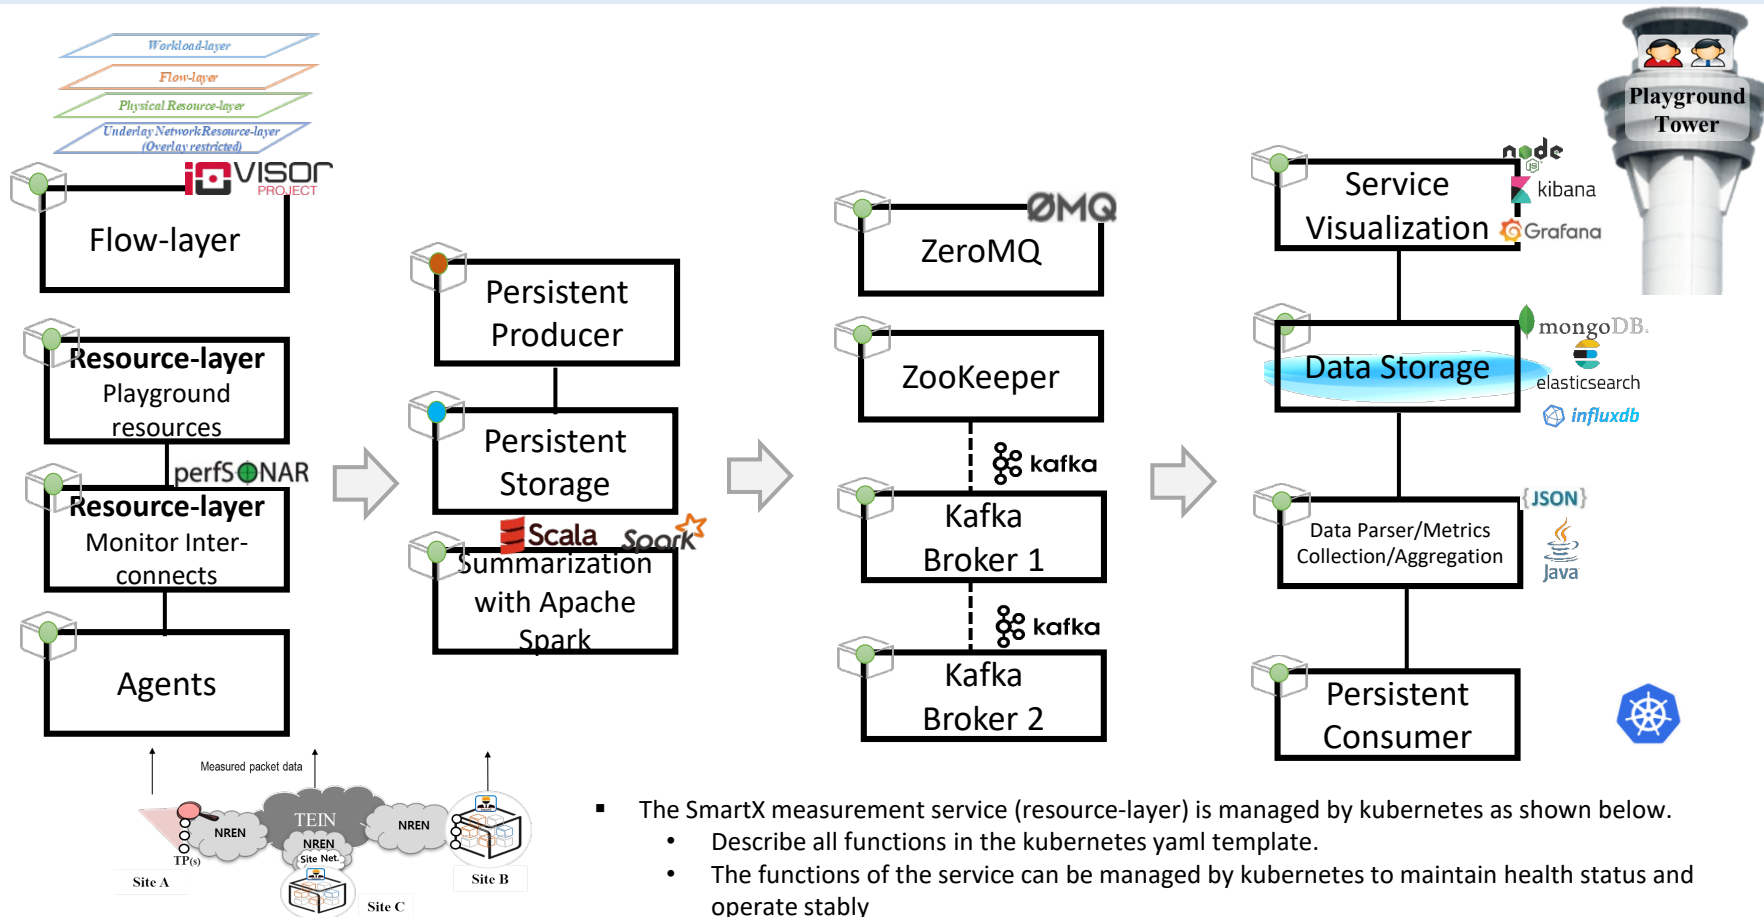 Workload-layer
Flow-layer
Physical Resource-layer
Underlay Network Resource-layer
(Overlay restricted)
iO VISOR
PROJECT
Flow-layer
Resource-layer
Playground
resources
perfSONAR
Resource-layer
Monitor Inter-
connects
Agents
Measured packet data
NREN
TEIN
NREN
NREN
Site Net.
TP(s)
Site A
Site B
Site C
Persistent
Producer
Persistent
Storage
Scala
Spark
Summarization
with Apache
Spark
ØMQ
ZeroMQ
ZooKeeper
kafka
Kafka
Broker 1
kafka
Kafka
Broker 2
Playground
Tower
node
JS
Service
Visualization
kibana
Grafana
Data Storage
mongoDB
elasticsearch
influxdb
Data Parser/Metrics
Collection/Aggregation
{JSON}
Java
Persistent
Consumer
▪ The SmartX measurement service (resource-layer) is managed by kubernetes as shown below.
• Describe all functions in the kubernetes yaml template.
• The functions of the service can be managed by kubernetes to maintain health status and
operate stably